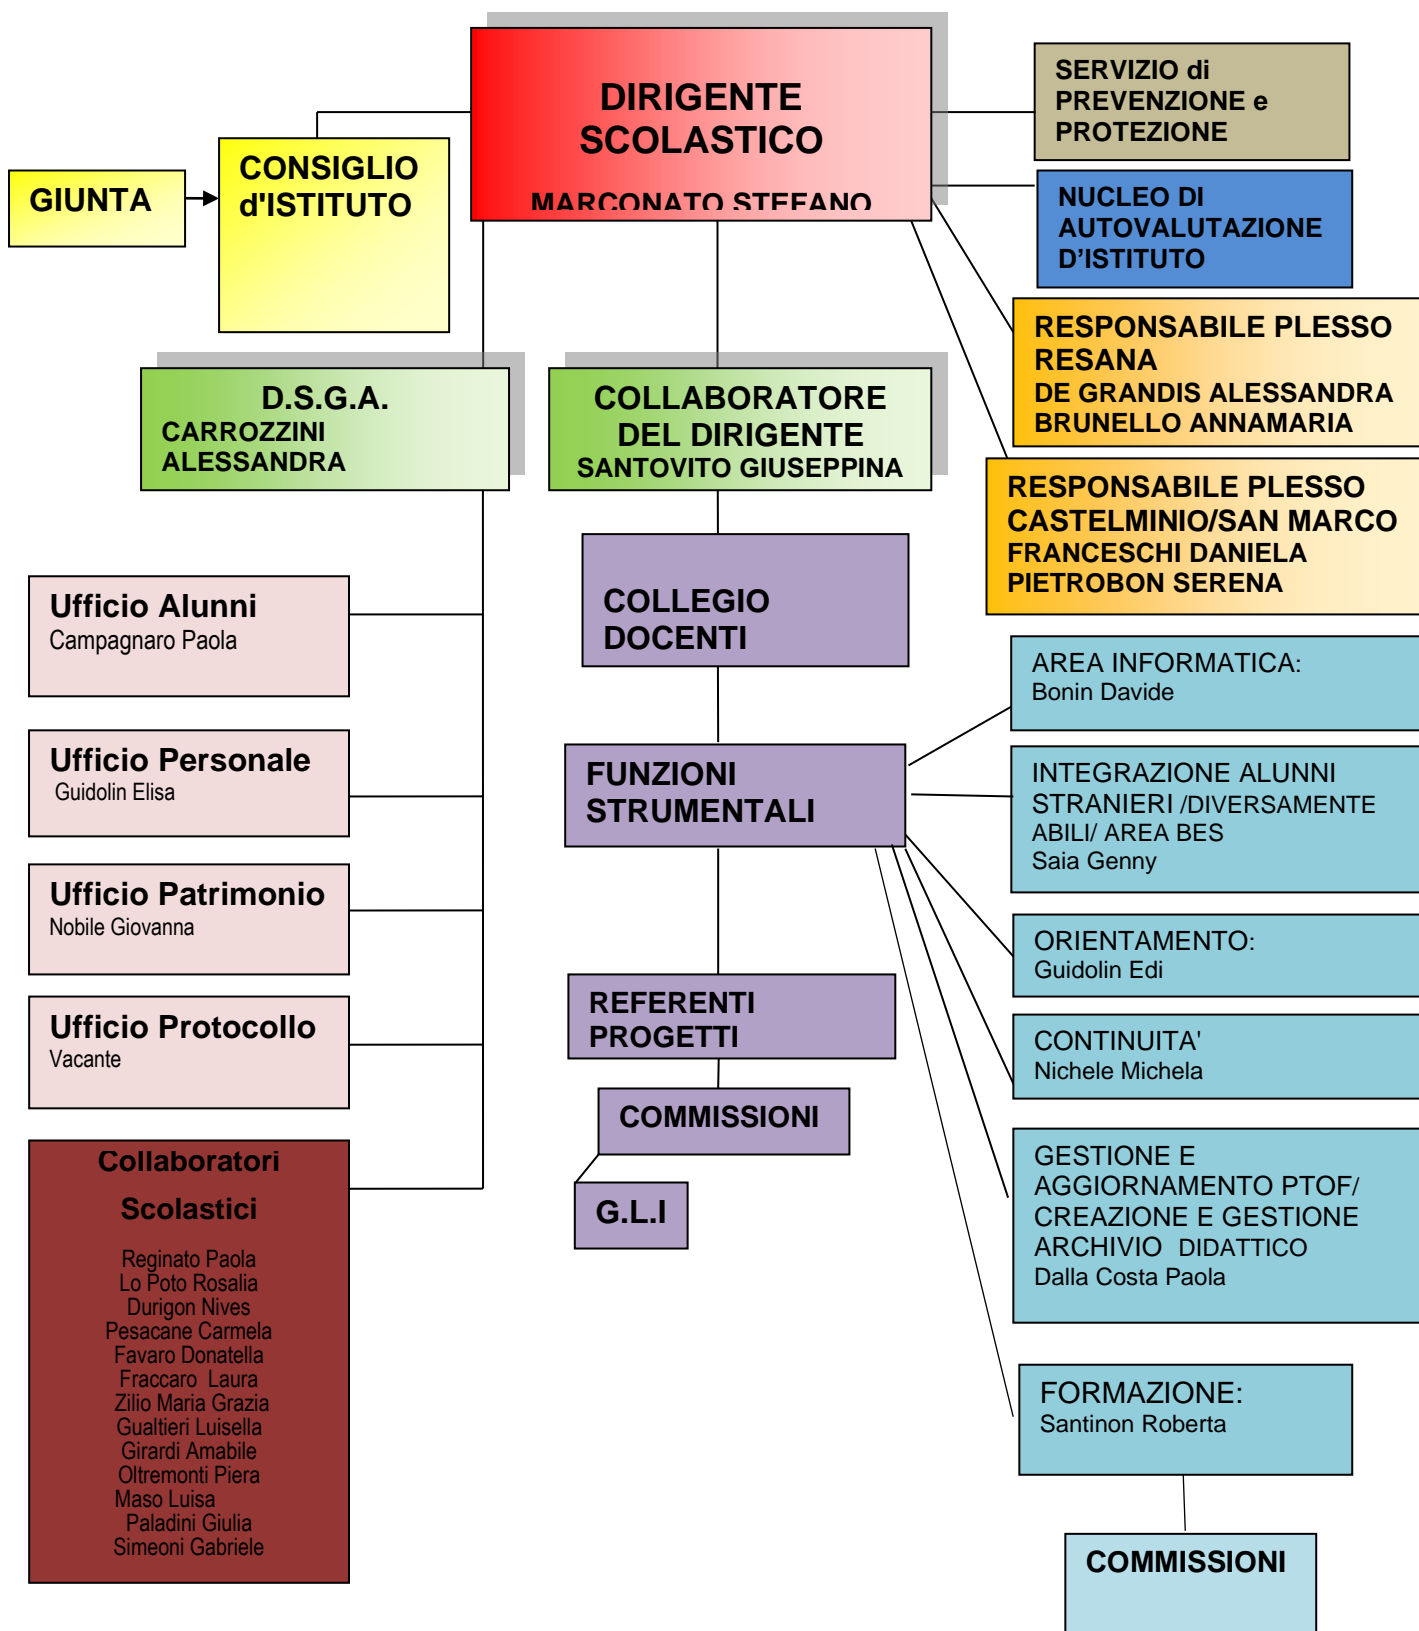 DIRIGENTE
SCOLASTICO
MARCONATO STEFANO
SERVIZIO di
PREVENZIONE e
PROTEZIONE
GIUNTA
CONSIGLIO
d'ISTITUTO
NUCLEO DI
AUTOVALUTAZIONE
D’ISTITUTO
RESPONSABILE PLESSO
RESANA
DE GRANDIS ALESSANDRA
BRUNELLO ANNAMARIA
D.S.G.A.
CARROZZINI
ALESSANDRA
COLLABORATORE
DEL DIRIGENTE
SANTOVITO GIUSEPPINA
RESPONSABILE PLESSO
CASTELMINIO/SAN MARCO
FRANCESCHI DANIELA
PIETROBON SERENA
COLLEGIO
DOCENTI
Ufficio Alunni
Campagnaro Paola
Ufficio Personale
Guidolin Elisa
Ufficio Patrimonio
Nobile Giovanna
Ufficio Protocollo
Vacante
Collaboratori
Scolastici
Reginato Paola
Lo Poto Rosalia
Durigon Nives
Pesacane Carmela
Favaro Donatella
Fraccaro Laura
Zilio Maria Grazia
Gualtieri Luisella
Girardi Amabile
Oltremonti Piera
Maso Luisa
Paladini Giulia
Simeoni Gabriele
FUNZIONI
STRUMENTALI
REFERENTI
PROGETTI
COMMISSIONI
G.L.I
AREA INFORMATICA:
Bonin Davide
INTEGRAZIONE ALUNNI
STRANIERI /DIVERSAMENTE
ABILI/ AREA BES
Saia Genny
ORIENTAMENTO:
Guidolin Edi
CONTINUITA'
Nichele Michela
GESTIONE E
AGGIORNAMENTO PTOF/
CREAZIONE E GESTIONE
ARCHIVIO DIDATTICO
Dalla Costa Paola
FORMAZIONE:
Santinon Roberta
COMMISSIONI